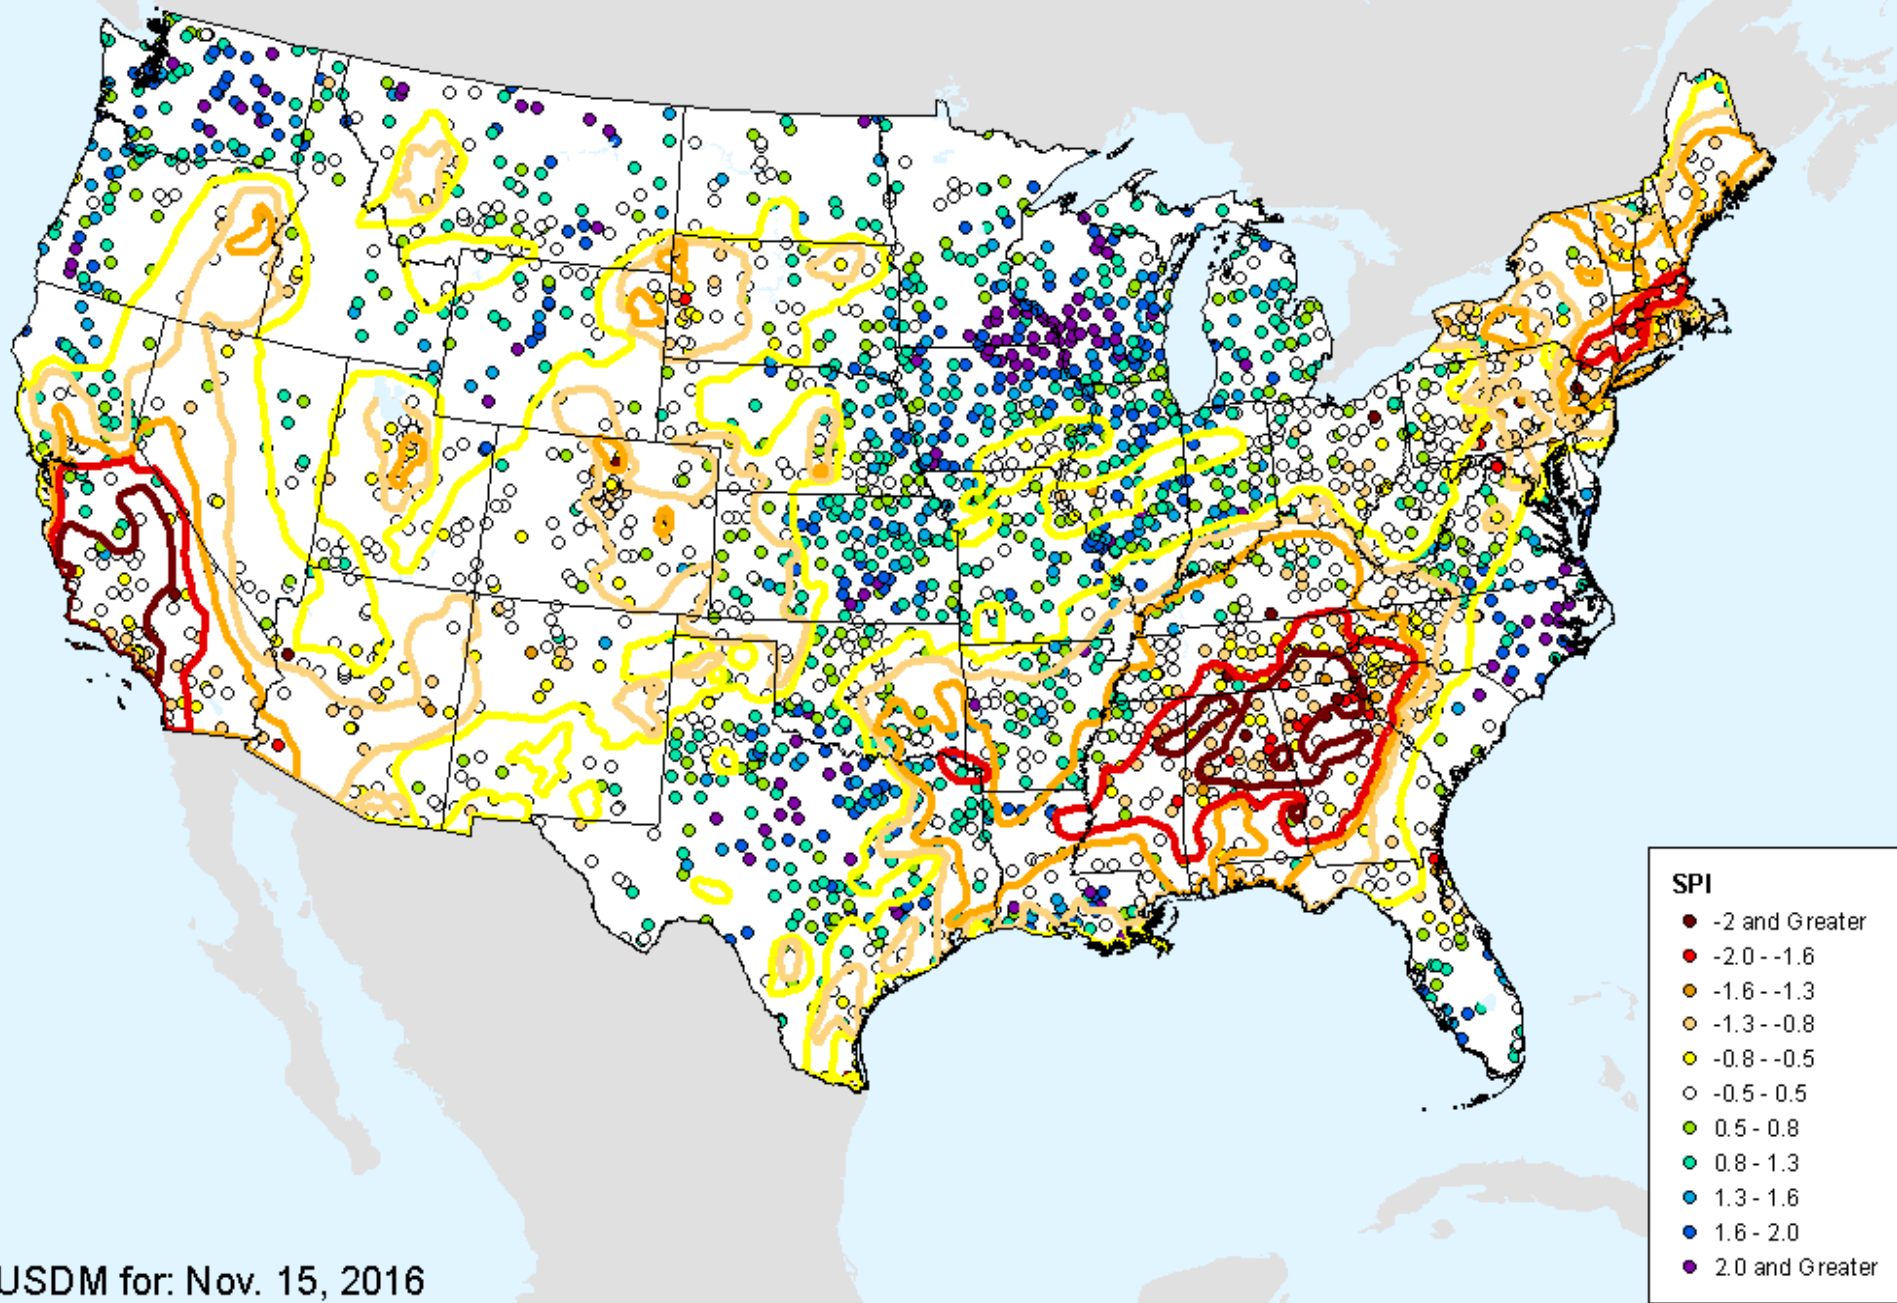 SPI
-2 and Greater
-2.0 - -1.6
-1.6 - -1.3
-1.3 - -0.8
-0.8 - -0.5
-0.5 - 0.5
0.5 - 0.8
0.8 - 1.3
1.3 - 1.6
1.6 - 2.0
2.0 and Greater
USDM for: Nov. 15, 2016